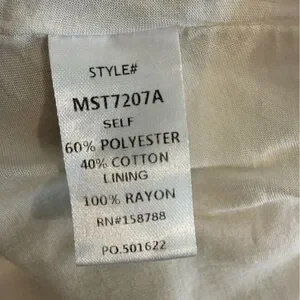 STYLE#
MST7207A
SELF
60% POLYESTER
40% COTTON
LINING
100% RAYON
RN#158788
PO.501622